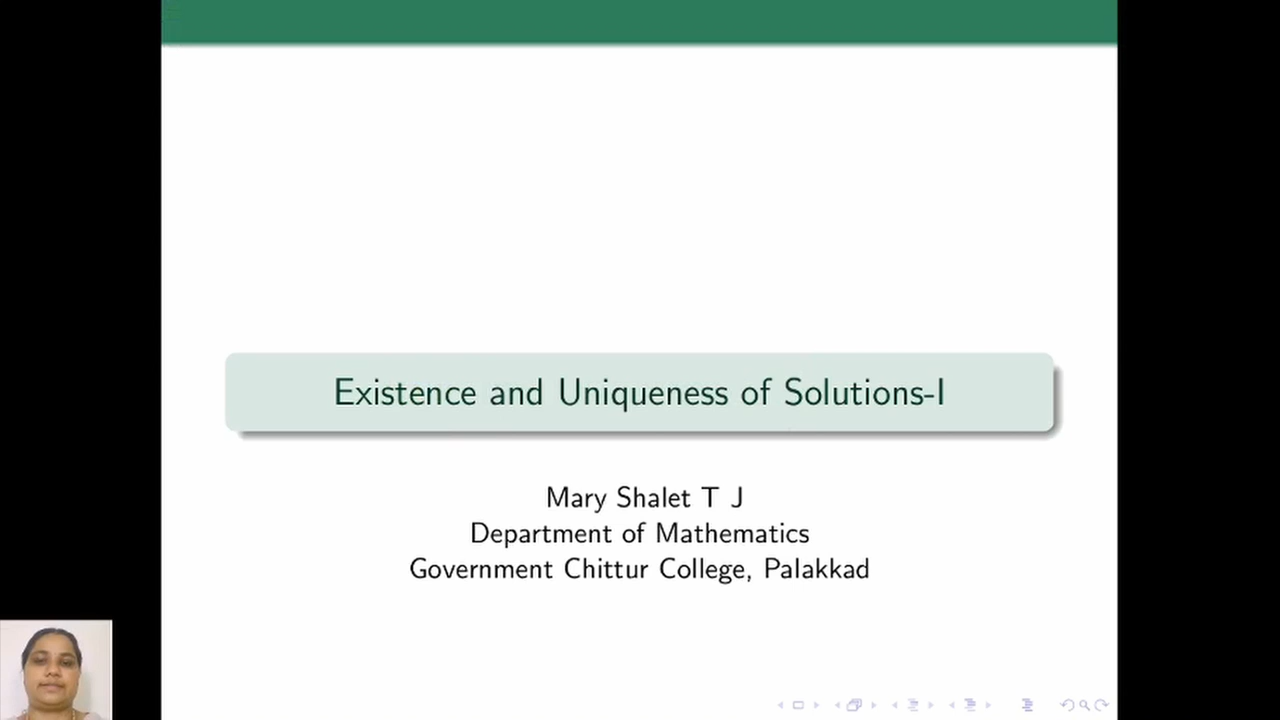 Existence and Uniqueness of Solutions-I
Mary Shalet T J
Department of Mathematics
Government Chittur College, Palakkad